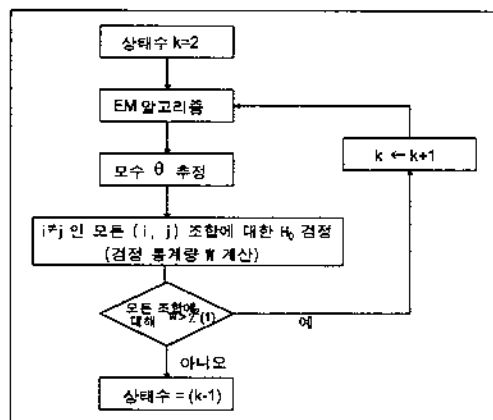 상태수 k=2
EM 알고리즘
모수 θ 추정
k ← k+1
i≠j 인 모든 (i, j) 조합에 대한 H₀ 검정
(검정 통계량 W 계산)
모든 조합에
대해 W>
(1)
예
아니오
상태수 = (k-1)